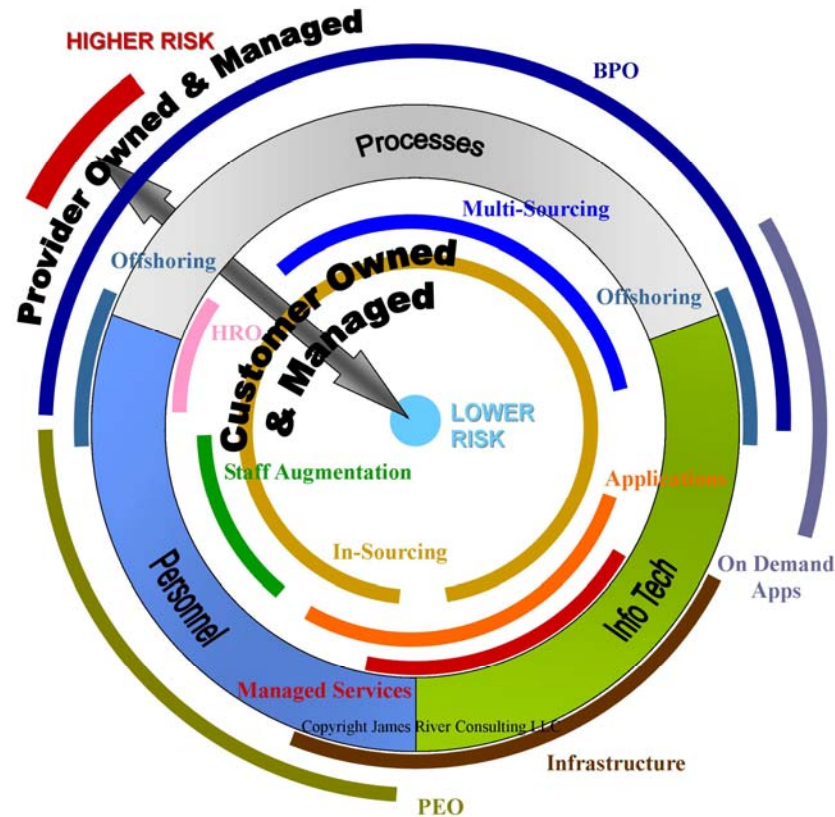 HIGHER RISK
Provider Owned & Managed
BPO
Processes
Multi-Sourcing
Offshoring
Offshoring
HRO
Customer Owned
& Managed
LOWER
RISK
Staff Augmentation
Applications
In-Sourcing
On Demand
Apps
Personnel
Info Tech
Managed Services
Copyright James River Consulting LLC
Infrastructure
PEO